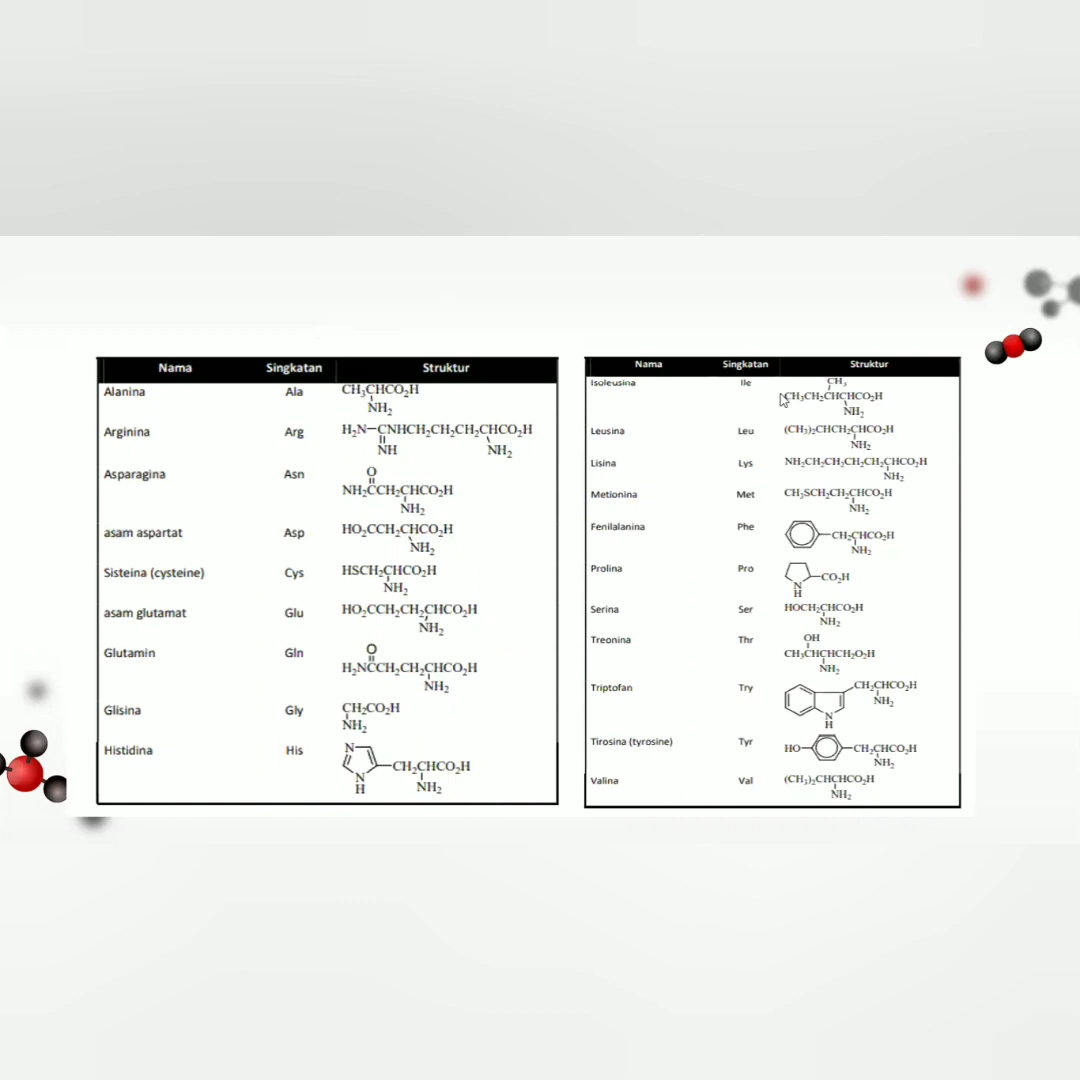 Nama Singkatan Struktur
Alanina Ala CH₃CHCO₂H
NH₂
Arginina Arg H₂N—CNHCH₂CH₂CH₂CHCO₂H
NH NH₂
Asparagina Asn O
NH₂CCH₂CHCO₂H
NH₂
asam aspartat Asp HO₂CCH₂CHCO₂H
NH₂
Sisteina (cysteine) Cys HSCH₂CHCO₂H
NH₂
asam glutamat Glu HO₂CCH₂CH₂CHCO₂H
NH₂
Glutamin Gln O
H₂NCCH₂CH₂CHCO₂H
NH₂
Glisina Gly CH₂CO₂H
NH₂
Histidina His N
CH₂CHCO₂H
N
H NH₂
Nama Singkatan Struktur
Isoleusina Ile CH₃
CH₃CH₂CHCHCO₂H
NH₂
Leusina Leu (CH₃)₂CHCH₂CHCO₂H
NH₂
Lisina Lys NH₂CH₂CH₂CH₂CH₂CHCO₂H
NH₂
Metionina Met CH₃SCH₂CH₂CHCO₂H
NH₂
Fenilalanina Phe CH₂CHCO₂H
NH₂
Prolina Pro CO₂H
N
H
Serina Ser HOCH₂CHCO₂H
NH₂
Treonina Thr OH
CH₃CHCHCH₂O₂H
NH₂
Triptofan Try CH₂CHCO₂H
NH₂
N
H
Tirosina (tyrosine) Tyr HO CH₂CHCO₂H
NH₂
Valina Val (CH₃)₂CHCHCO₂H
NH₂